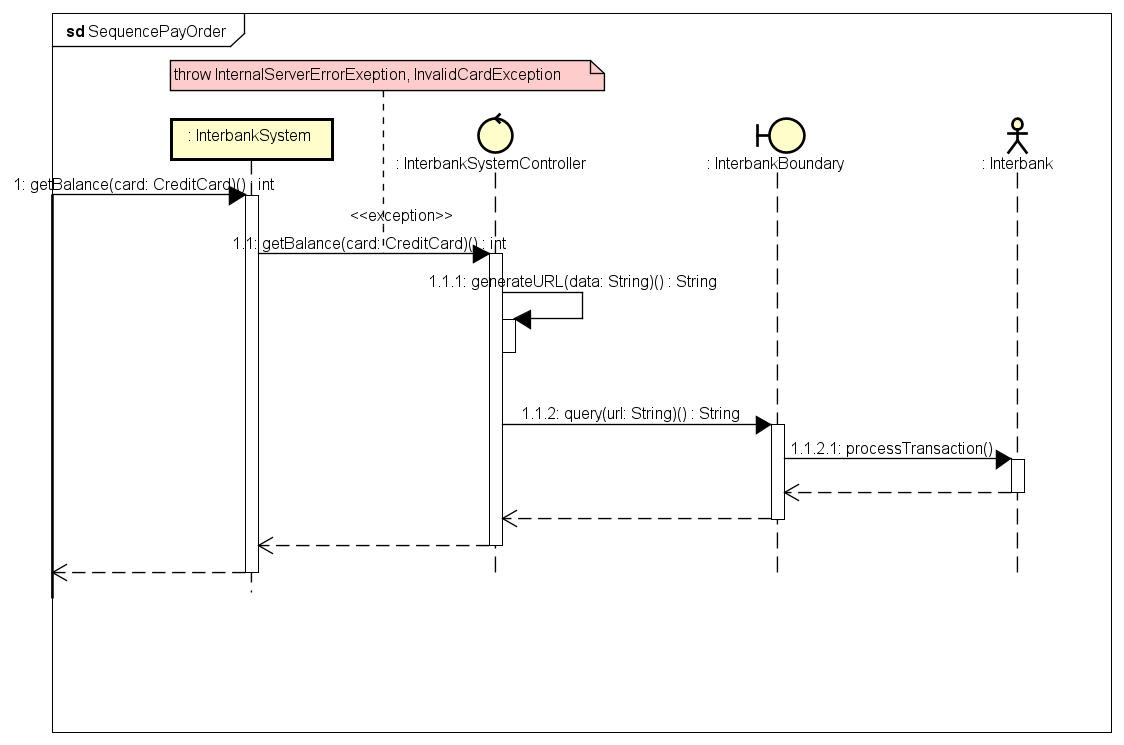 sd SequencePayOrder
throw InternalServerErrorExeption, InvalidCardException
: InterbankSystem
: InterbankSystemController
: InterbankBoundary
: Interbank
1: getBalance(card: CreditCard)() : int
<<exception>>
1.1: getBalance(card: CreditCard)() : int
1.1.1: generateURL(data: String)() : String
1.1.2: query(url: String)() : String
1.1.2.1: processTransaction()